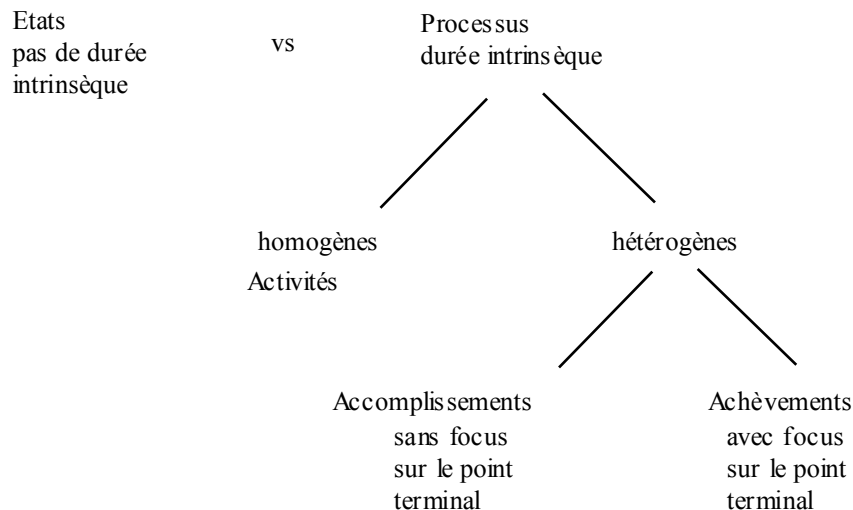 Etats
pas de durée
intrinsèque
vs
Processus
durée intrinsèque
homogènes
Activités
hétérogènes
Accomplissements
sans focus
sur le point
terminal
Achèvements
avec focus
sur le point
terminal